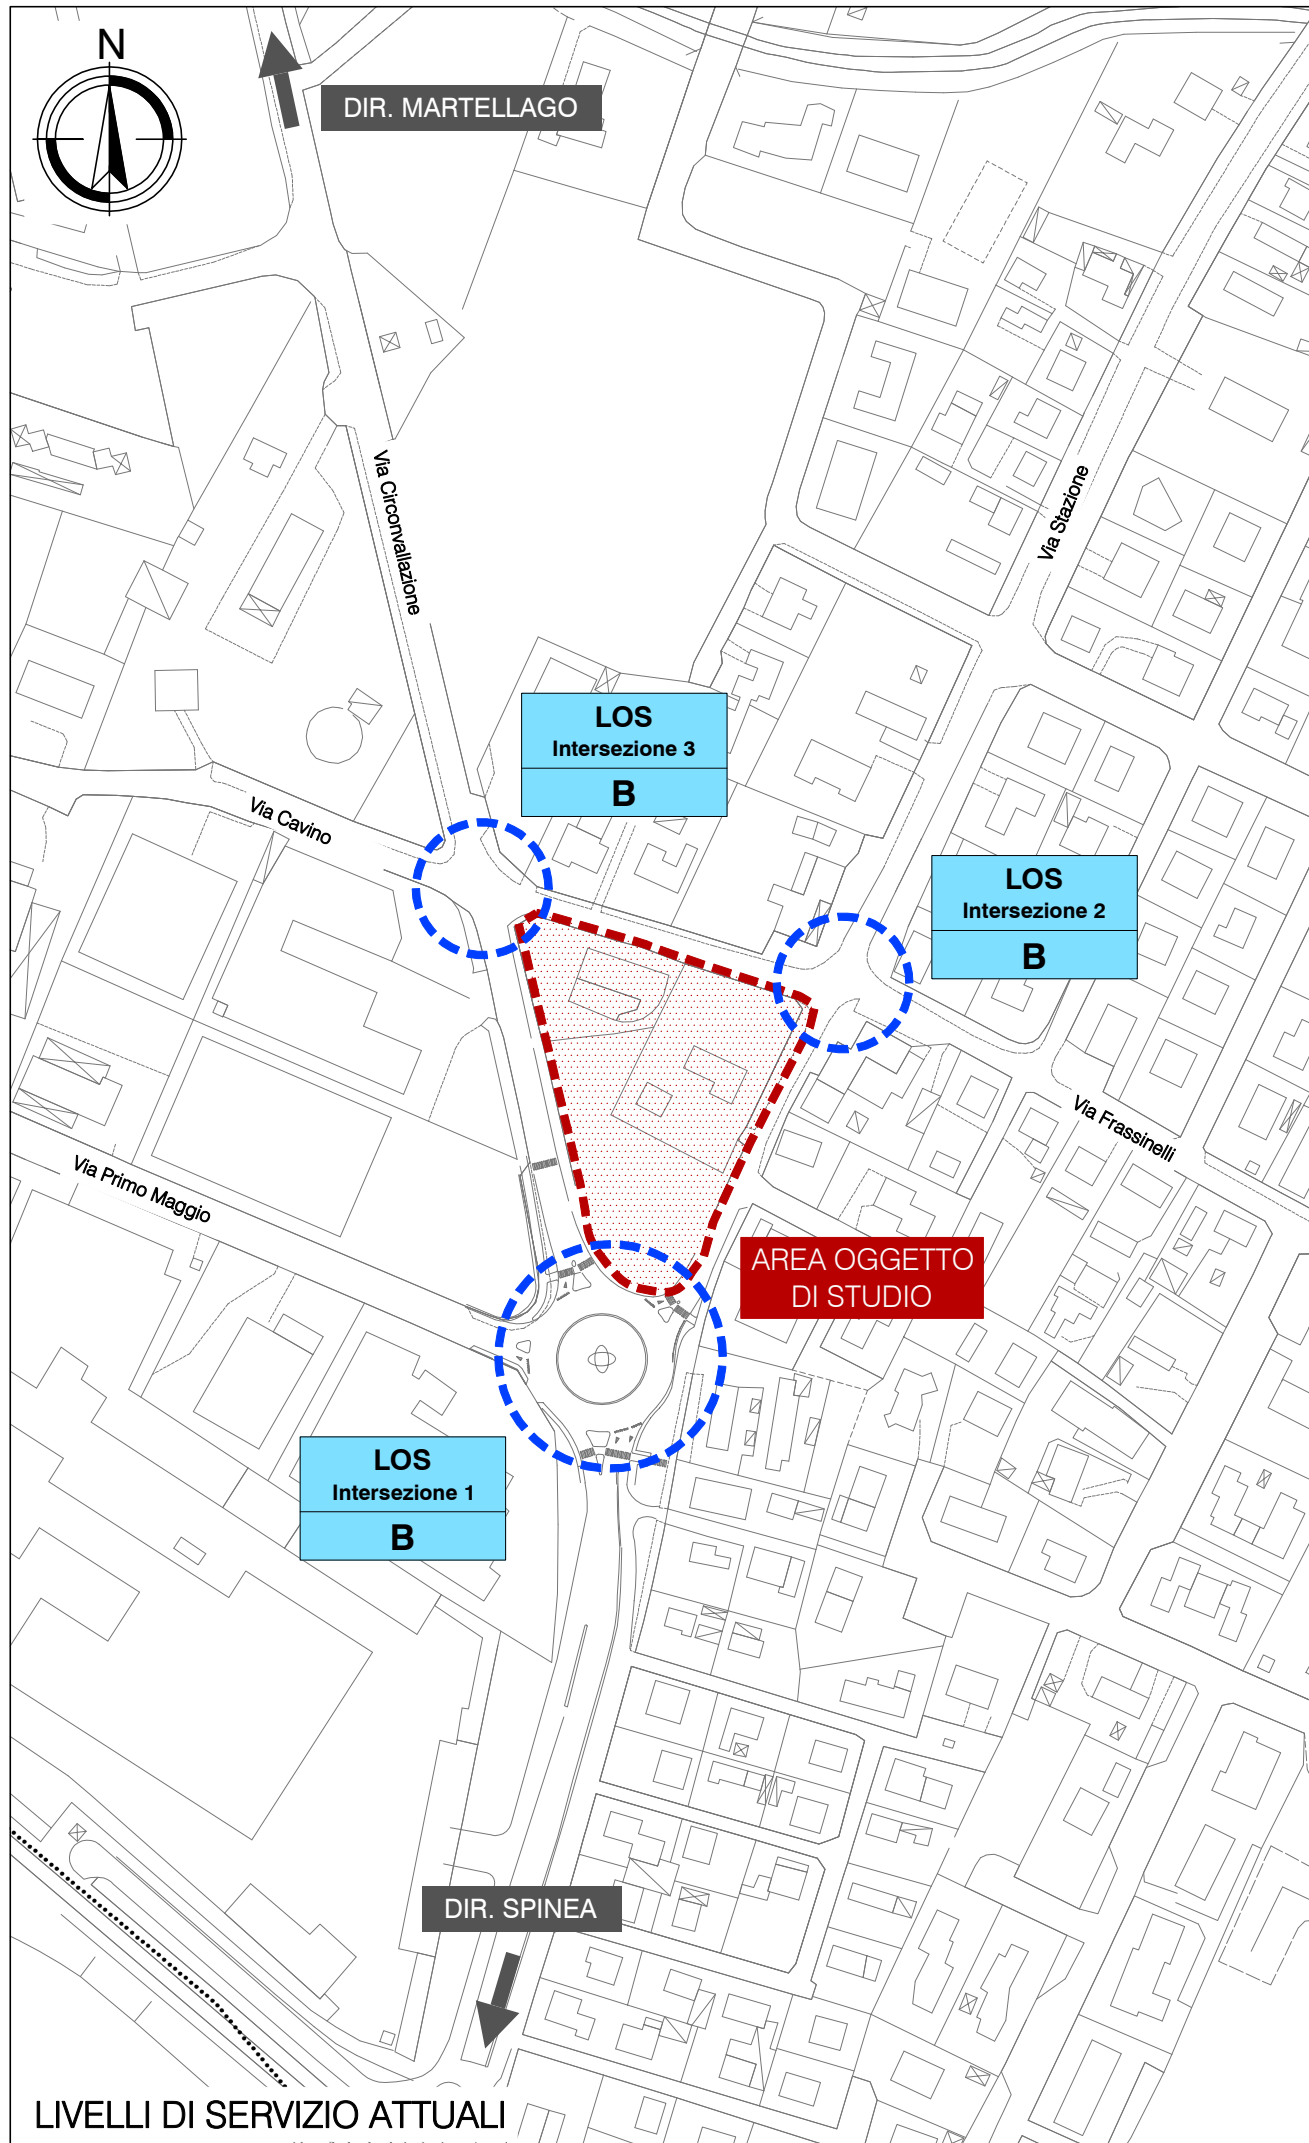 N
DIR. MARTELLAGO
Via Circonvallazione
Via Stazione
LOS
Intersezione 3
B
Via Cavino
LOS
Intersezione 2
B
Via Frassinelli
Via Primo Maggio
AREA OGGETTO
DI STUDIO
LOS
Intersezione 1
B
DIR. SPINEA
LIVELLI DI SERVIZIO ATTUALI